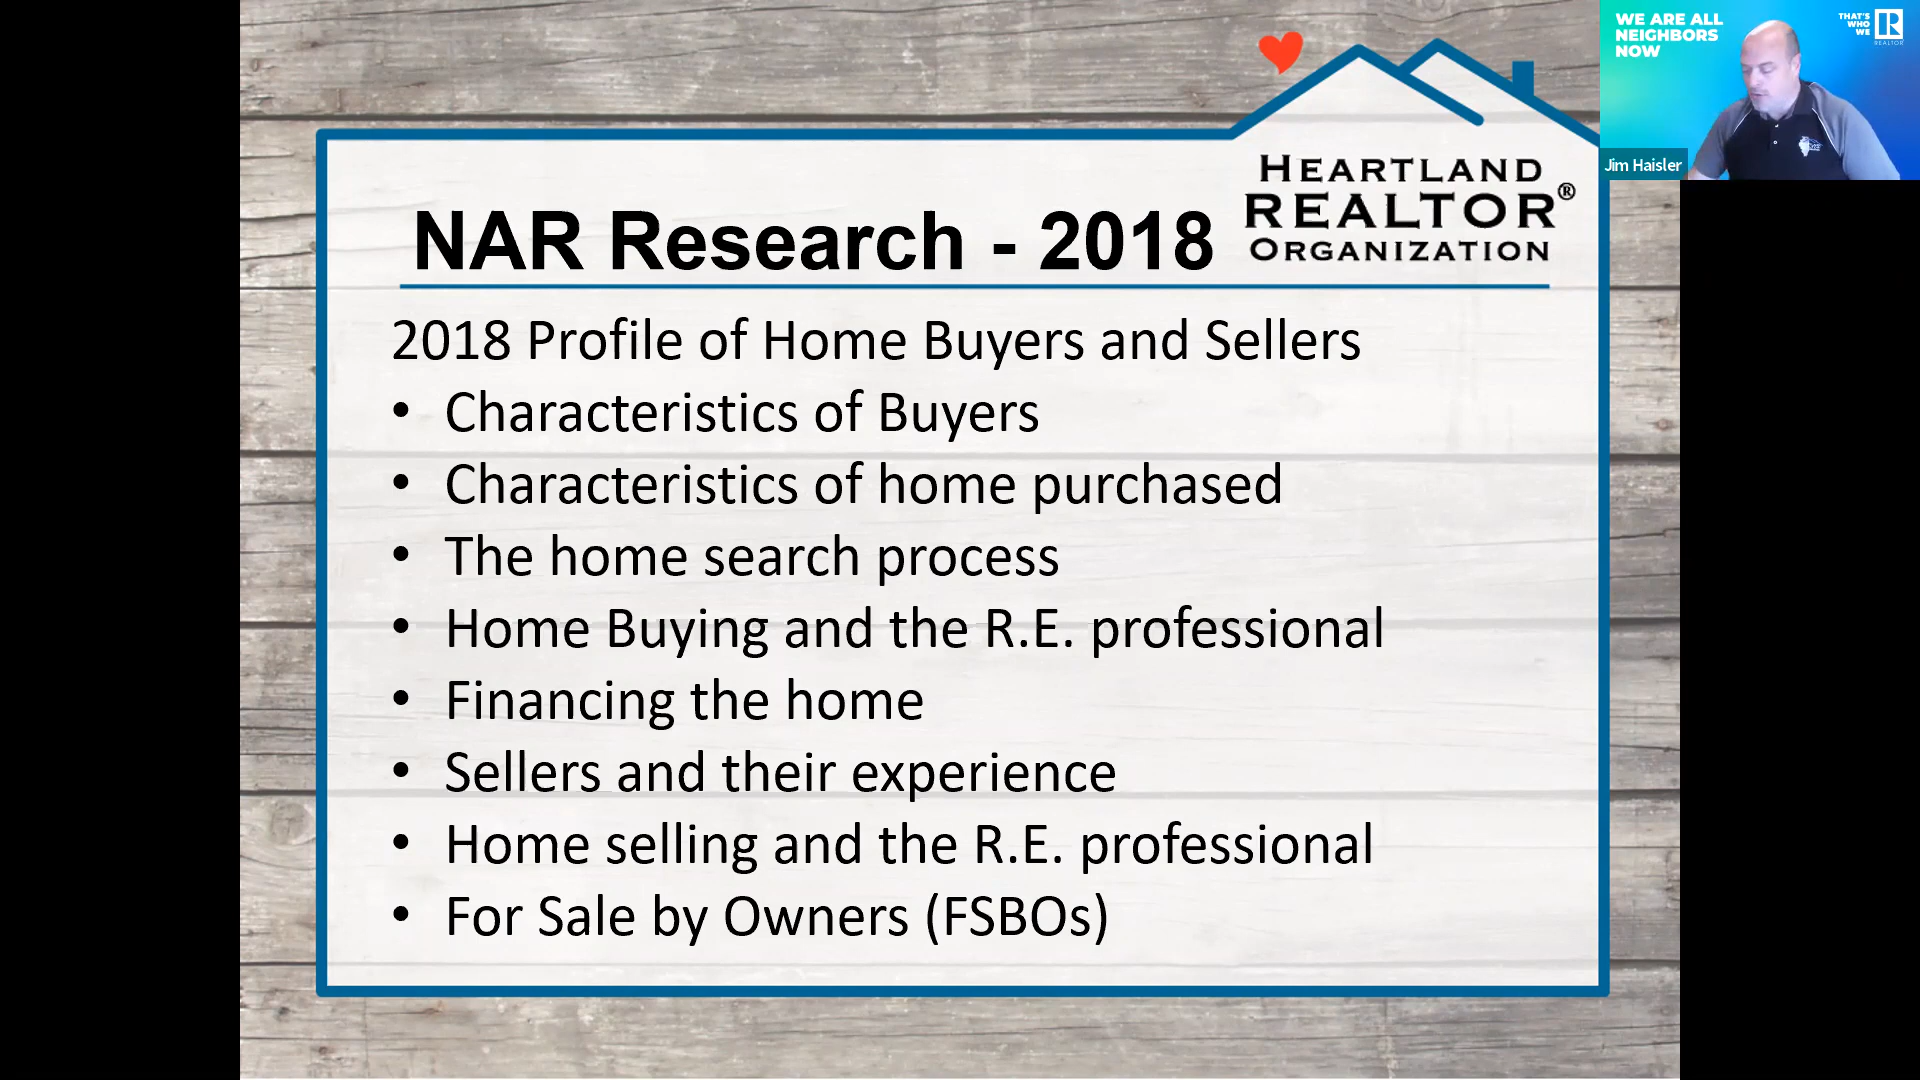 WE ARE ALL
NEIGHBORS
NOW
THAT'S
WHO
WE
R
REALTOR
Jim Haisler
HEARTLAND
REALTOR®
ORGANIZATION
NAR Research - 2018
2018 Profile of Home Buyers and Sellers
• Characteristics of Buyers
• Characteristics of home purchased
• The home search process
• Home Buying and the R.E. professional
• Financing the home
• Sellers and their experience
• Home selling and the R.E. professional
• For Sale by Owners (FSBOs)